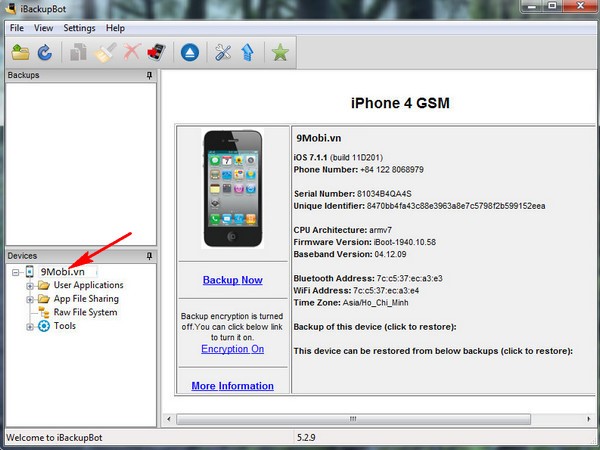 iBackupBot
File View Settings Help
Backups
Devices
9Mobi.vn
User Applications
App File Sharing
Raw File System
Tools
iPhone 4 GSM
Backup Now
Backup encryption is turned
off.You can click below link
to turn it on.
Encryption On
More Information
9Mobi.vn
iOS 7.1.1 (build 11D201)
Phone Number: +84 122 8068979
Serial Number: 81034B4QA4S
Unique Identifier: 8470bb4fa43c88e3963a8e7c5798f2b599152eea
CPU Architecture: armv7
Firmware Version: iBoot-1940.10.58
Baseband Version: 04.12.09
Bluetooth Address: 7c:c5:37:ec:a3:e3
WiFi Address: 7c:c5:37:ec:a3:e4
Time Zone: Asia/Ho_Chi_Minh
Backup of this device (click to restore):
This device can be restored from below backups (click to restore):
Welcome to iBackupBot
5.2.9